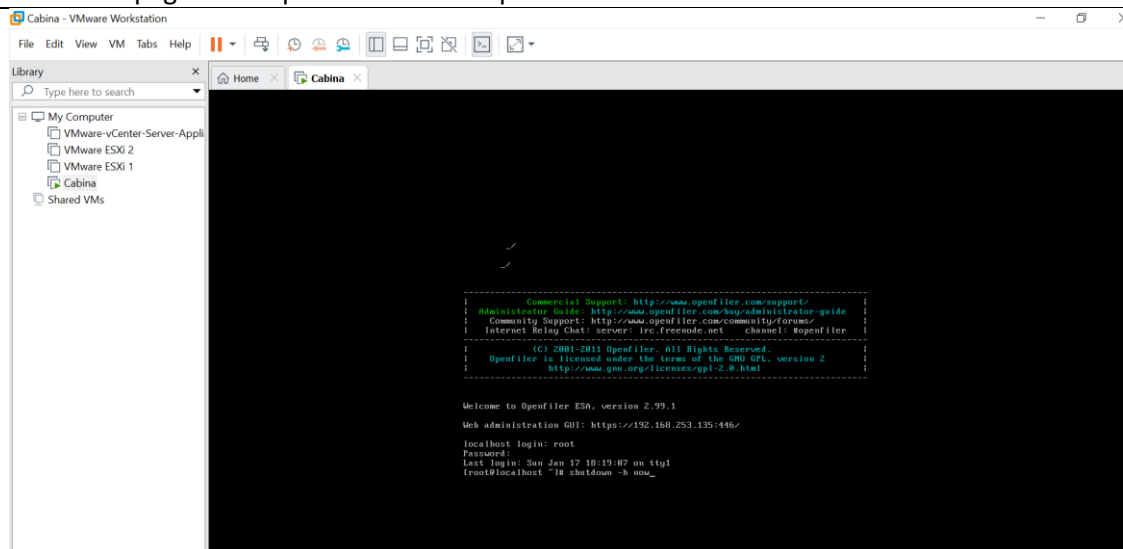 Cabina - VMware Workstation
File Edit View VM Tabs Help
Library
Type here to search
Home
Cabina
My Computer
VMware-vCenter-Server-Appli
VMware ESXi 2
VMware ESXi 1
Cabina
Shared VMs
Commercial Support: http://www.openfiler.com/support/
Administrator Guide: http://www.openfiler.com/buy/administrator-guide
Community Support: http://www.openfiler.com/community/forums/
Internet Relay Chat: server: irc.freenode.net channel: #openfiler
(C) 2001-2011 Openfiler. All Rights Reserved.
Openfiler is licensed under the terms of the GNU GPL, version 2
http://www.gnu.org/licenses/gpl-2.0.html
Welcome to Openfiler ESA, version 2.99.1
Web administration GUI: https://192.168.253.135:446/
localhost login: root
Password:
Last login: Sun Jan 17 18:19:07 on tty1
[root@localhost ~]# shutdown -h now_